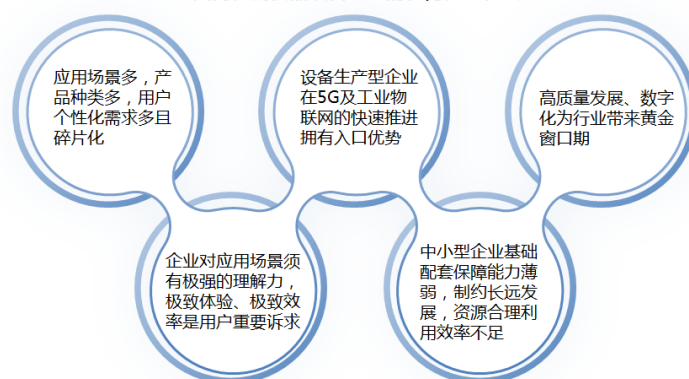 应用场景多，产
品种类多，用户
个性化需求多且
碎片化
企业对应用场景须
有极强的理解力，
极致体验、极致效
率是用户重要诉求
设备生产型企业
在5G及工业物
联网的快速推进
拥有入口优势
中小型企业基础
配套保障能力薄
弱，制约长远发
展，资源合理利
用效率不足
高质量发展、数字
化为行业带来黄金
窗口期